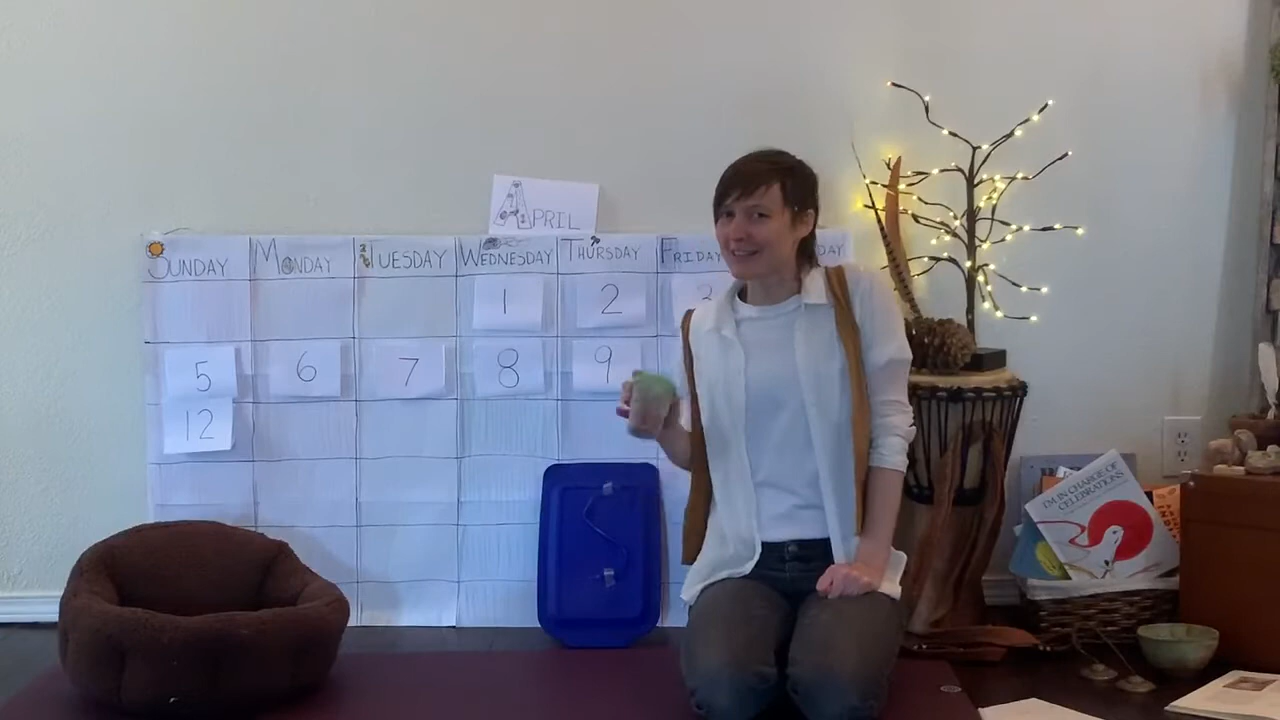 APRIL
SUNDAY MONDAY TUESDAY WEDNESDAY THURSDAY FRIDAY
1 2
5 6 7 8 9
12
I'M IN CHARGE OF
CELEBRATIONS